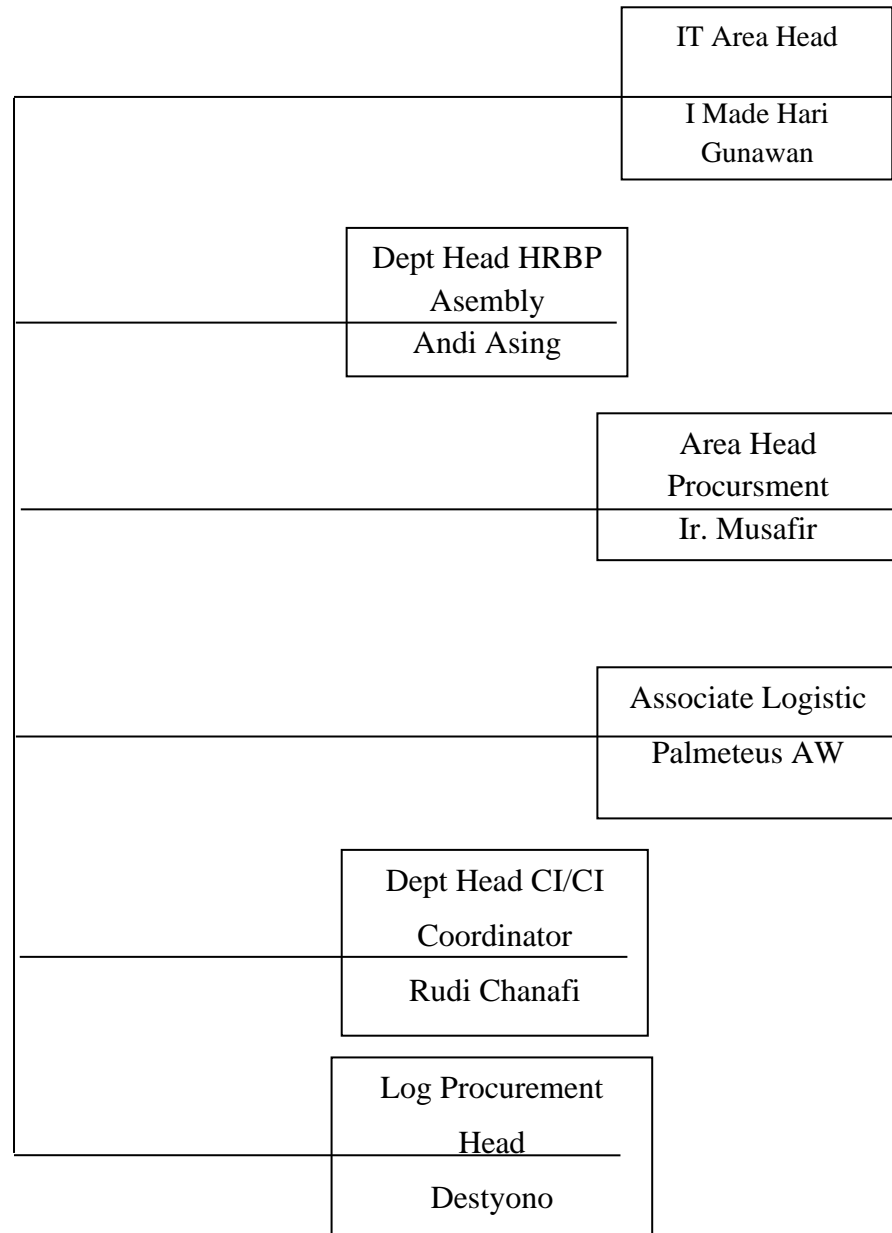 IT Area Head
I Made Hari
Gunawan
Dept Head HRBP
Asembly
Andi Asing
Area Head
Procursment
Ir. Musafir
Associate Logistic
Palmeteus AW
Dept Head CI/CI
Coordinator
Rudi Chanafi
Log Procurement
Head
Destyono